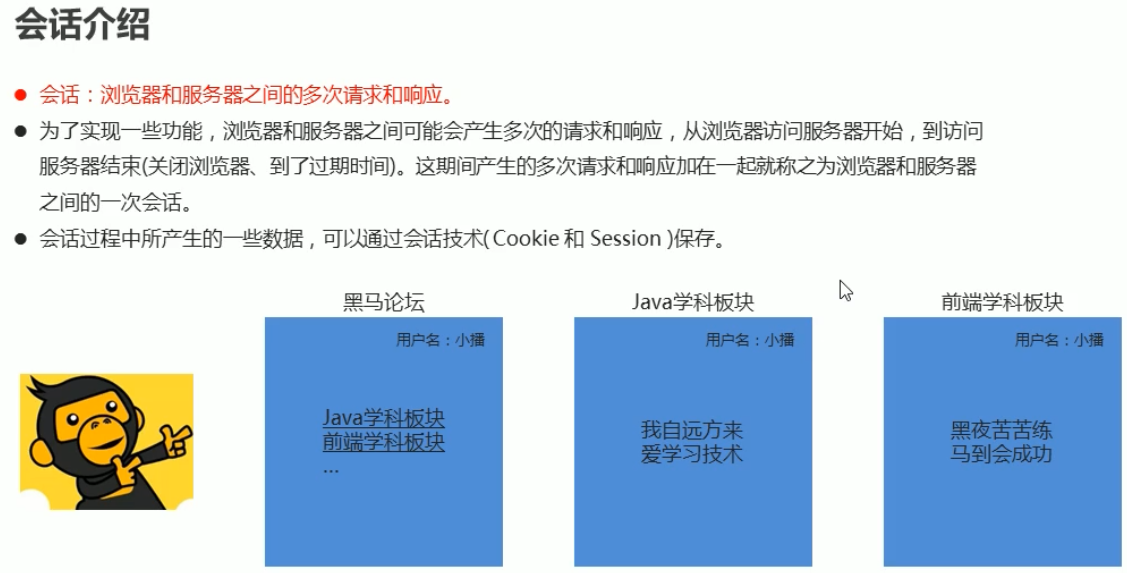 会话介绍
会话：浏览器和服务器之间的多次请求和响应。
为了实现一些功能，浏览器和服务器之间可能会产生多次的请求和响应，从浏览器访问服务器开始，到访问
服务器结束(关闭浏览器、到了过期时间)。这期间产生的多次请求和响应加在一起就称之为浏览器和服务器
之间的一次会话。
会话过程中所产生的一些数据，可以通过会话技术( Cookie 和 Session )保存。
黑马论坛
用户名：小播
Java学科板块
前端学科板块
...
Java学科板块
用户名：小播
我自远方来
爱学习技术
前端学科板块
用户名：小播
黑夜苦苦练
马到会成功